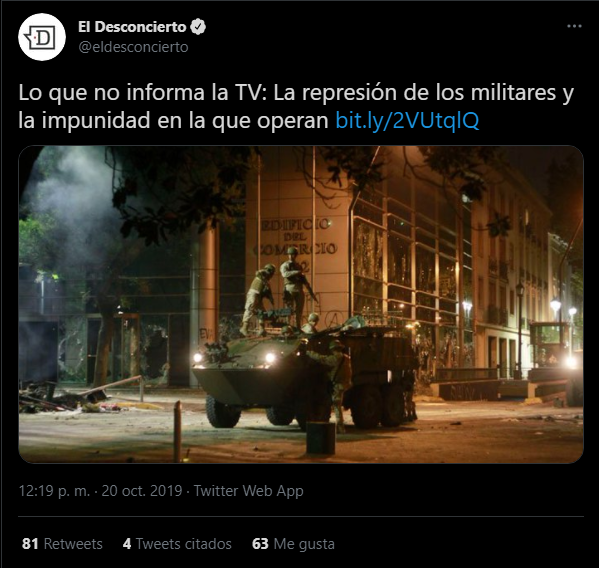 El Desconcierto
@eldesconcierto
Lo que no informa la TV: La represión de los militares y
la impunidad en la que operan bit.ly/2VUtqlQ
EDIFICIO
DEL
COMERCIO
12:19 p. m. · 20 oct. 2019 · Twitter Web App
81 Retweets 4 Tweets citados 63 Me gusta